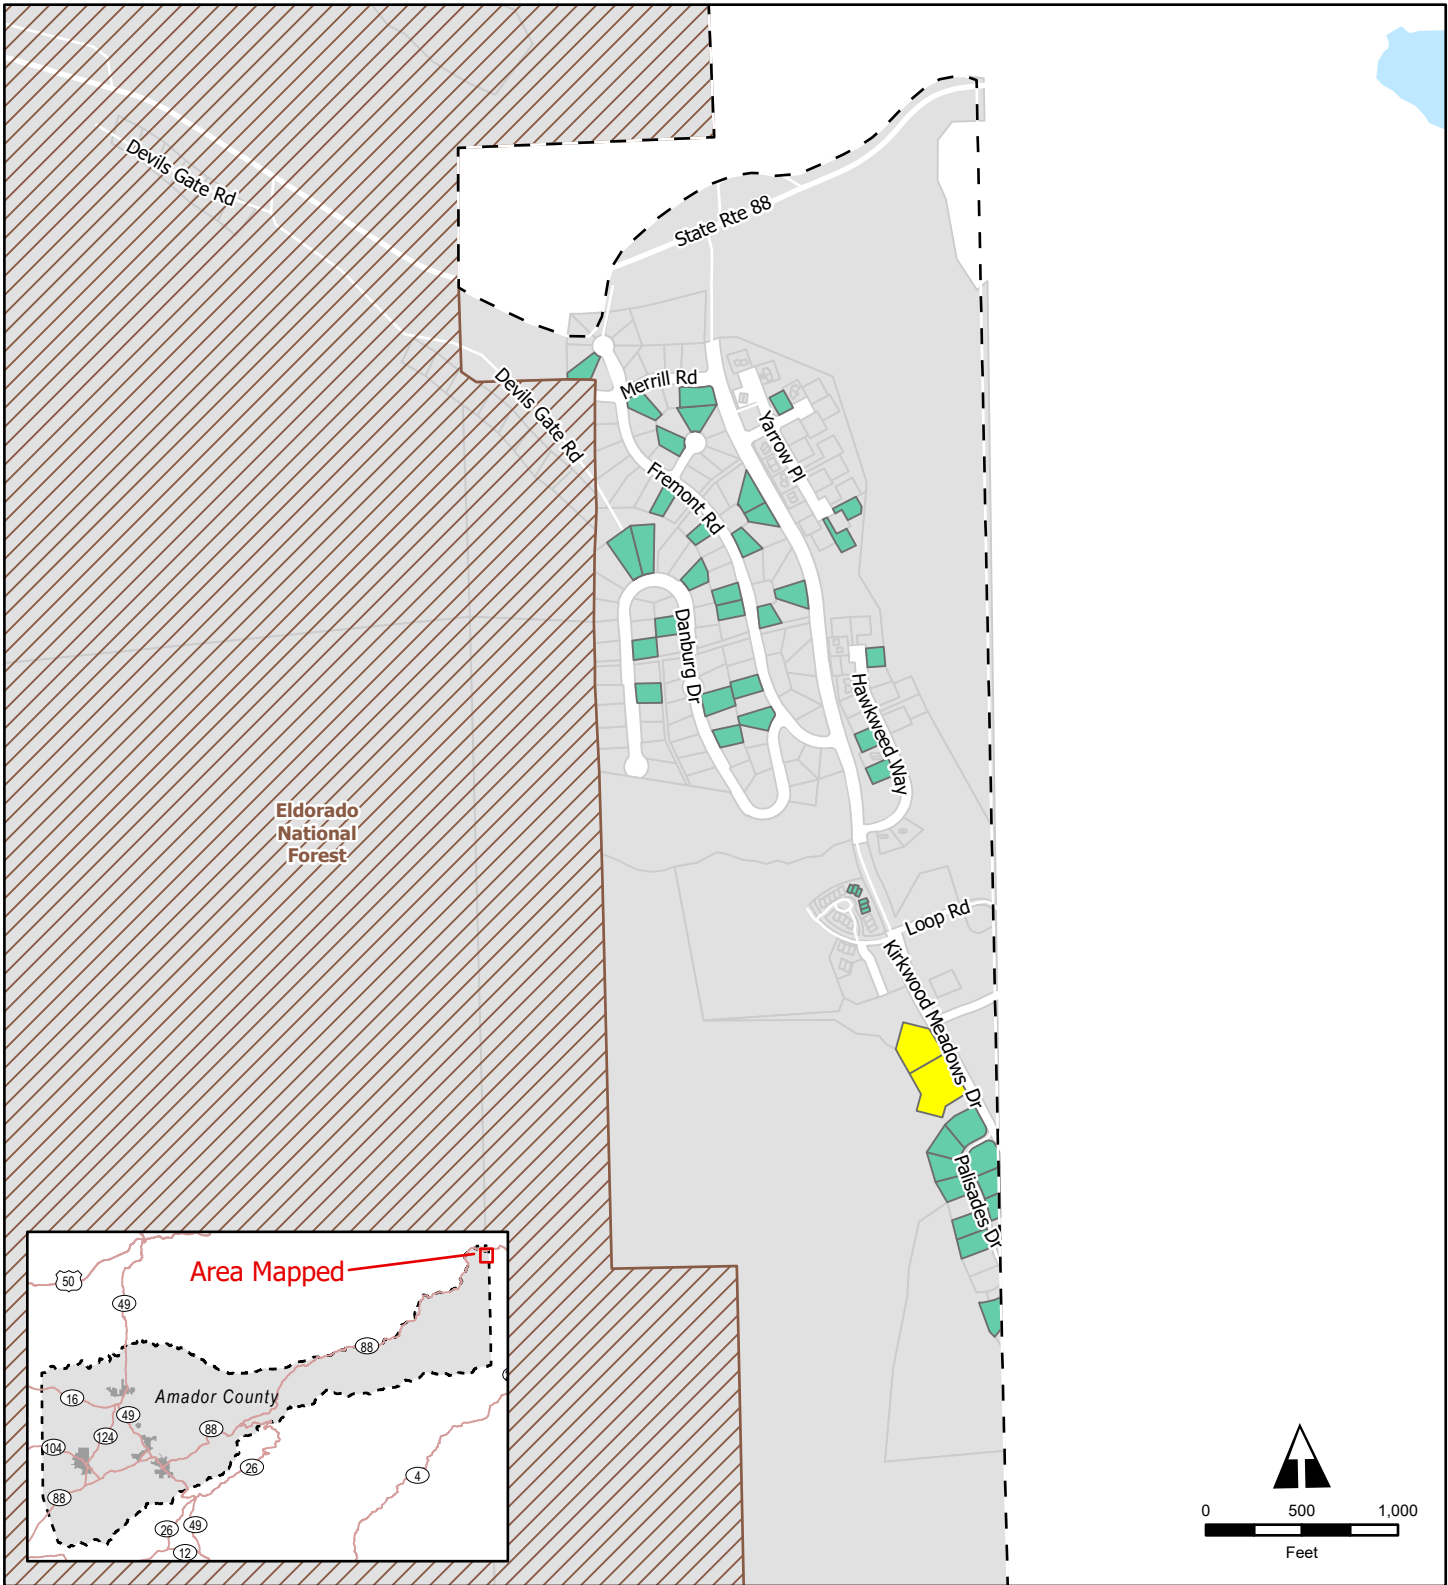 Devils Gate Rd
State Rte 88
Merrill Rd
Devils Gate Rd
Yarrow Pl
Fremont Rd
Danburg Dr
Hawkweed Way
Eldorado
National
Forest
Loop Rd
Kirkwood Meadows Dr
Palisades Dr
Area Mapped
50
49
88
16
Amador County
49
88
124
104
26
4
88
26
49
12
0 500 1,000
Feet